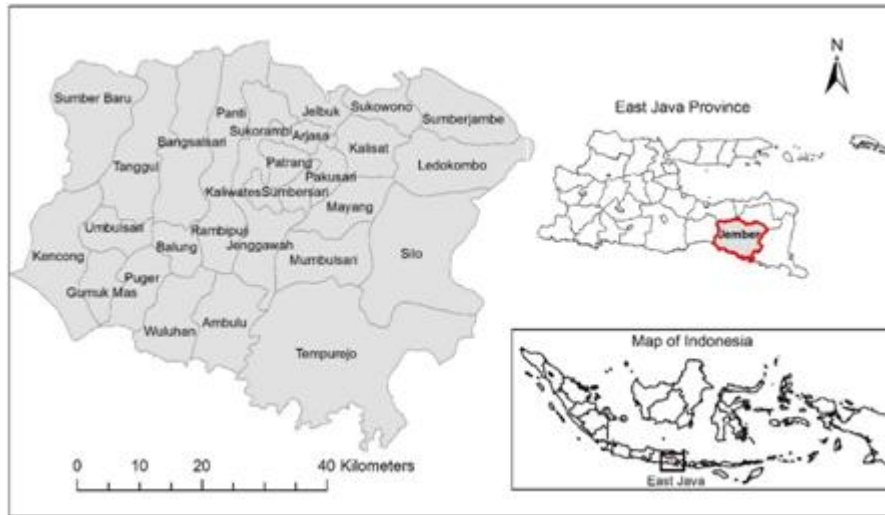 Sumber Baru
Tanggul
Bangsalsari
Panti
Sukorambi
Jelbuk
Arjasa
Sukowono
Sumberjambe
Kalisat
Ledokombo
Patrang
Pakusari
Kaliwates
Sumbersari
Mayang
Umbulsari
Rambipuji
Jenggawah
Kencong
Balung
Mumbulsari
Silo
Puger
Gumuk Mas
Wuluhan
Ambulu
Tempurejo
0 10 20 40 Kilometers
N
East Java Province
Jember
Map of Indonesia
East Java